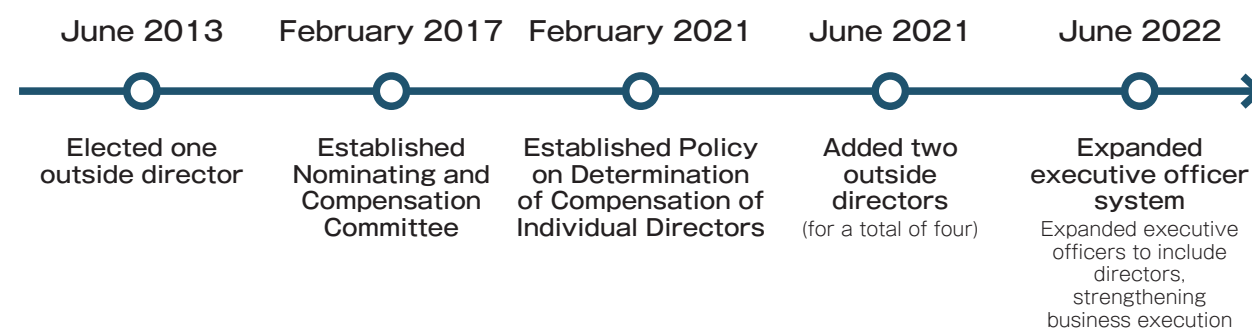 June 2013
Elected one
outside director
February 2017
Established
Nominating and
Compensation
Committee
February 2021
Established Policy
on Determination
of Compensation of
Individual Directors
June 2021
Added two
outside
directors
(for a total of four)
June 2022
Expanded
executive officer
system
Expanded executive
officers to include
directors,
strengthening
business execution